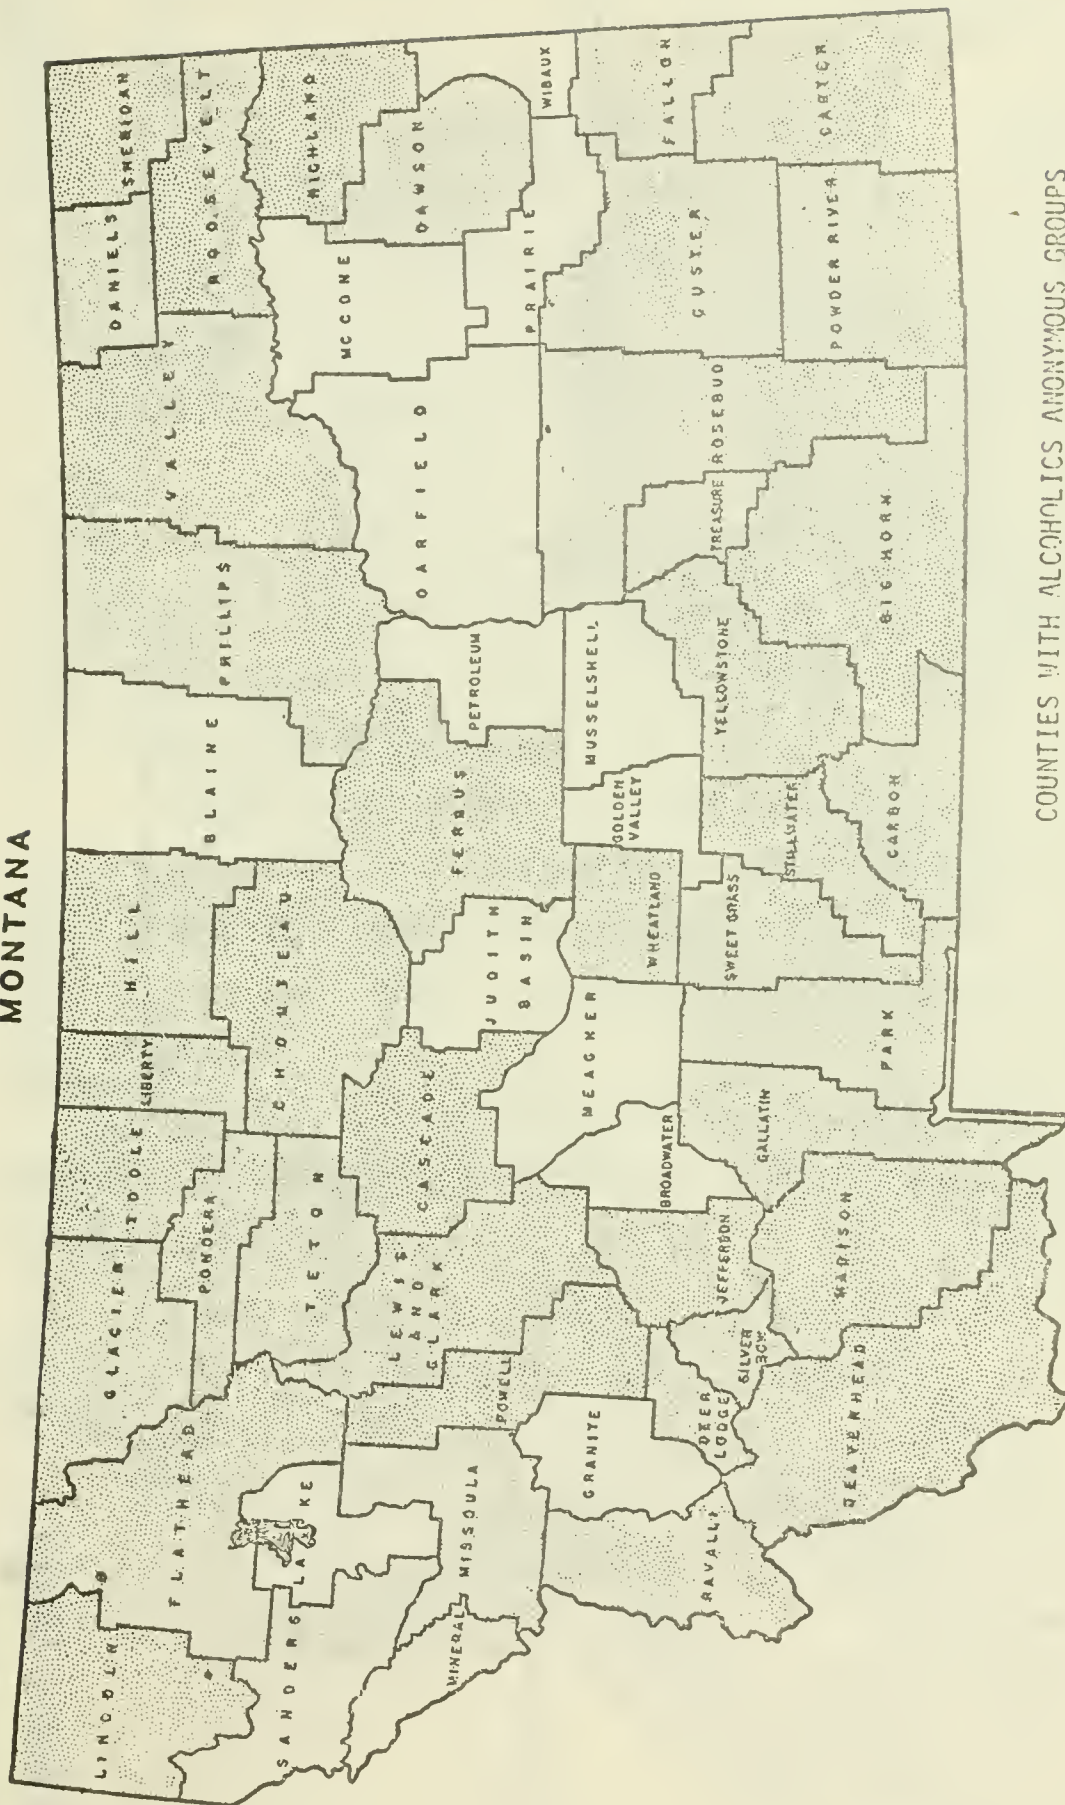 MONTANA
LINCOLN
FLATHEAD
GLACIER
TOOLE
LIBERTY
HILL
BLAINE
PHILLIPS
VALLEY
DANIELS
SHERIDAN
ROOSEVELT
SANDERS
LAKE
PONDERA
TETON
CHOUTEAU
RICHLAND
MCCONE
DAWSON
GARFIELD
MINERAL
MISSOULA
POWELL
LEWIS
AND
CLARK
CASCADE
JUDITH
BASIN
FERGUS
PETROLEUM
PRAIRIE
WIBAUX
GRANITE
RAVALLI
DEER
LODGE
SILVER
BOW
JEFFERSON
BROADWATER
MEAGHER
WHEATLAND
GOLDEN
VALLEY
MUSSELSHELL
TREASURE
ROSEBUD
CUSTER
FALLON
BEAVERHEAD
MADISON
GALLATIN
PARK
SWEET GRASS
STILLWATER
YELLOWSTONE
CARBON
BIG HORN
POWDER RIVER
CARTER
COUNTIES WITH ALCOHOLICS ANONYMOUS GROUPS